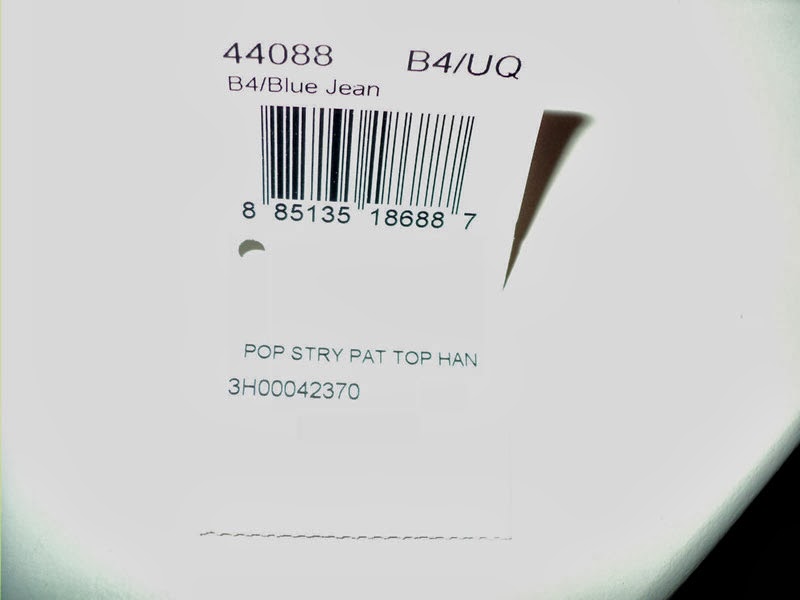 44088 B4/UQ
B4/Blue Jean
8 85135 18688 7
POP STRY PAT TOP HAN
3H00042370